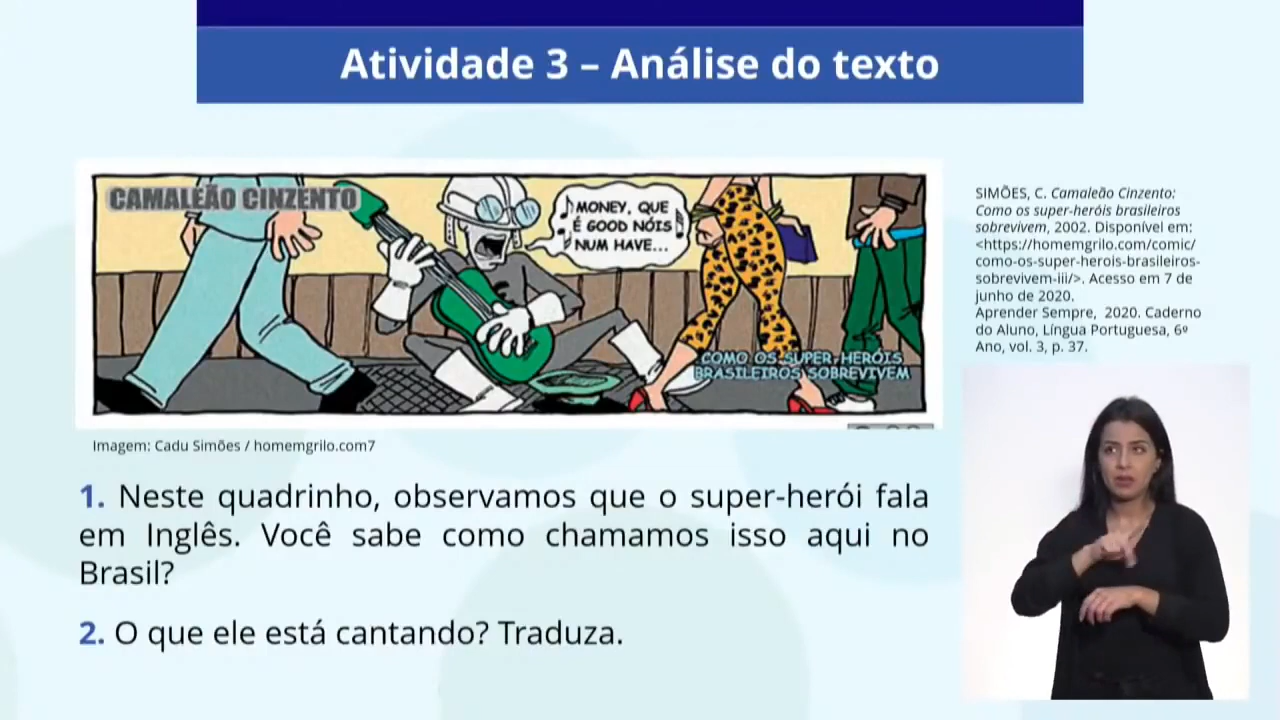 Atividade 3 – Análise do texto
CAMALEÃO CINZENTO
MONEY, QUE
É GOOD NÓIS
NUM HAVE...
COMO OS SUPER-HERÓIS
BRASILEIROS SOBREVIVEM
SIMÕES, C. Camaleão Cinzento:
Como os super-heróis brasileiros
sobrevivem, 2002. Disponível em:
<https://homemgrilo.com/comic/
como-os-super-herois-brasileiros-
sobrevivem-iii/>. Acesso em 7 de
junho de 2020.
Aprender Sempre, 2020. Caderno
do Aluno, Língua Portuguesa, 6º
Ano, vol. 3, p. 37.
Imagem: Cadu Simões / homemgrilo.com7
1. Neste quadrinho, observamos que o super-herói fala
em Inglês. Você sabe como chamamos isso aqui no
Brasil?
2. O que ele está cantando? Traduza.